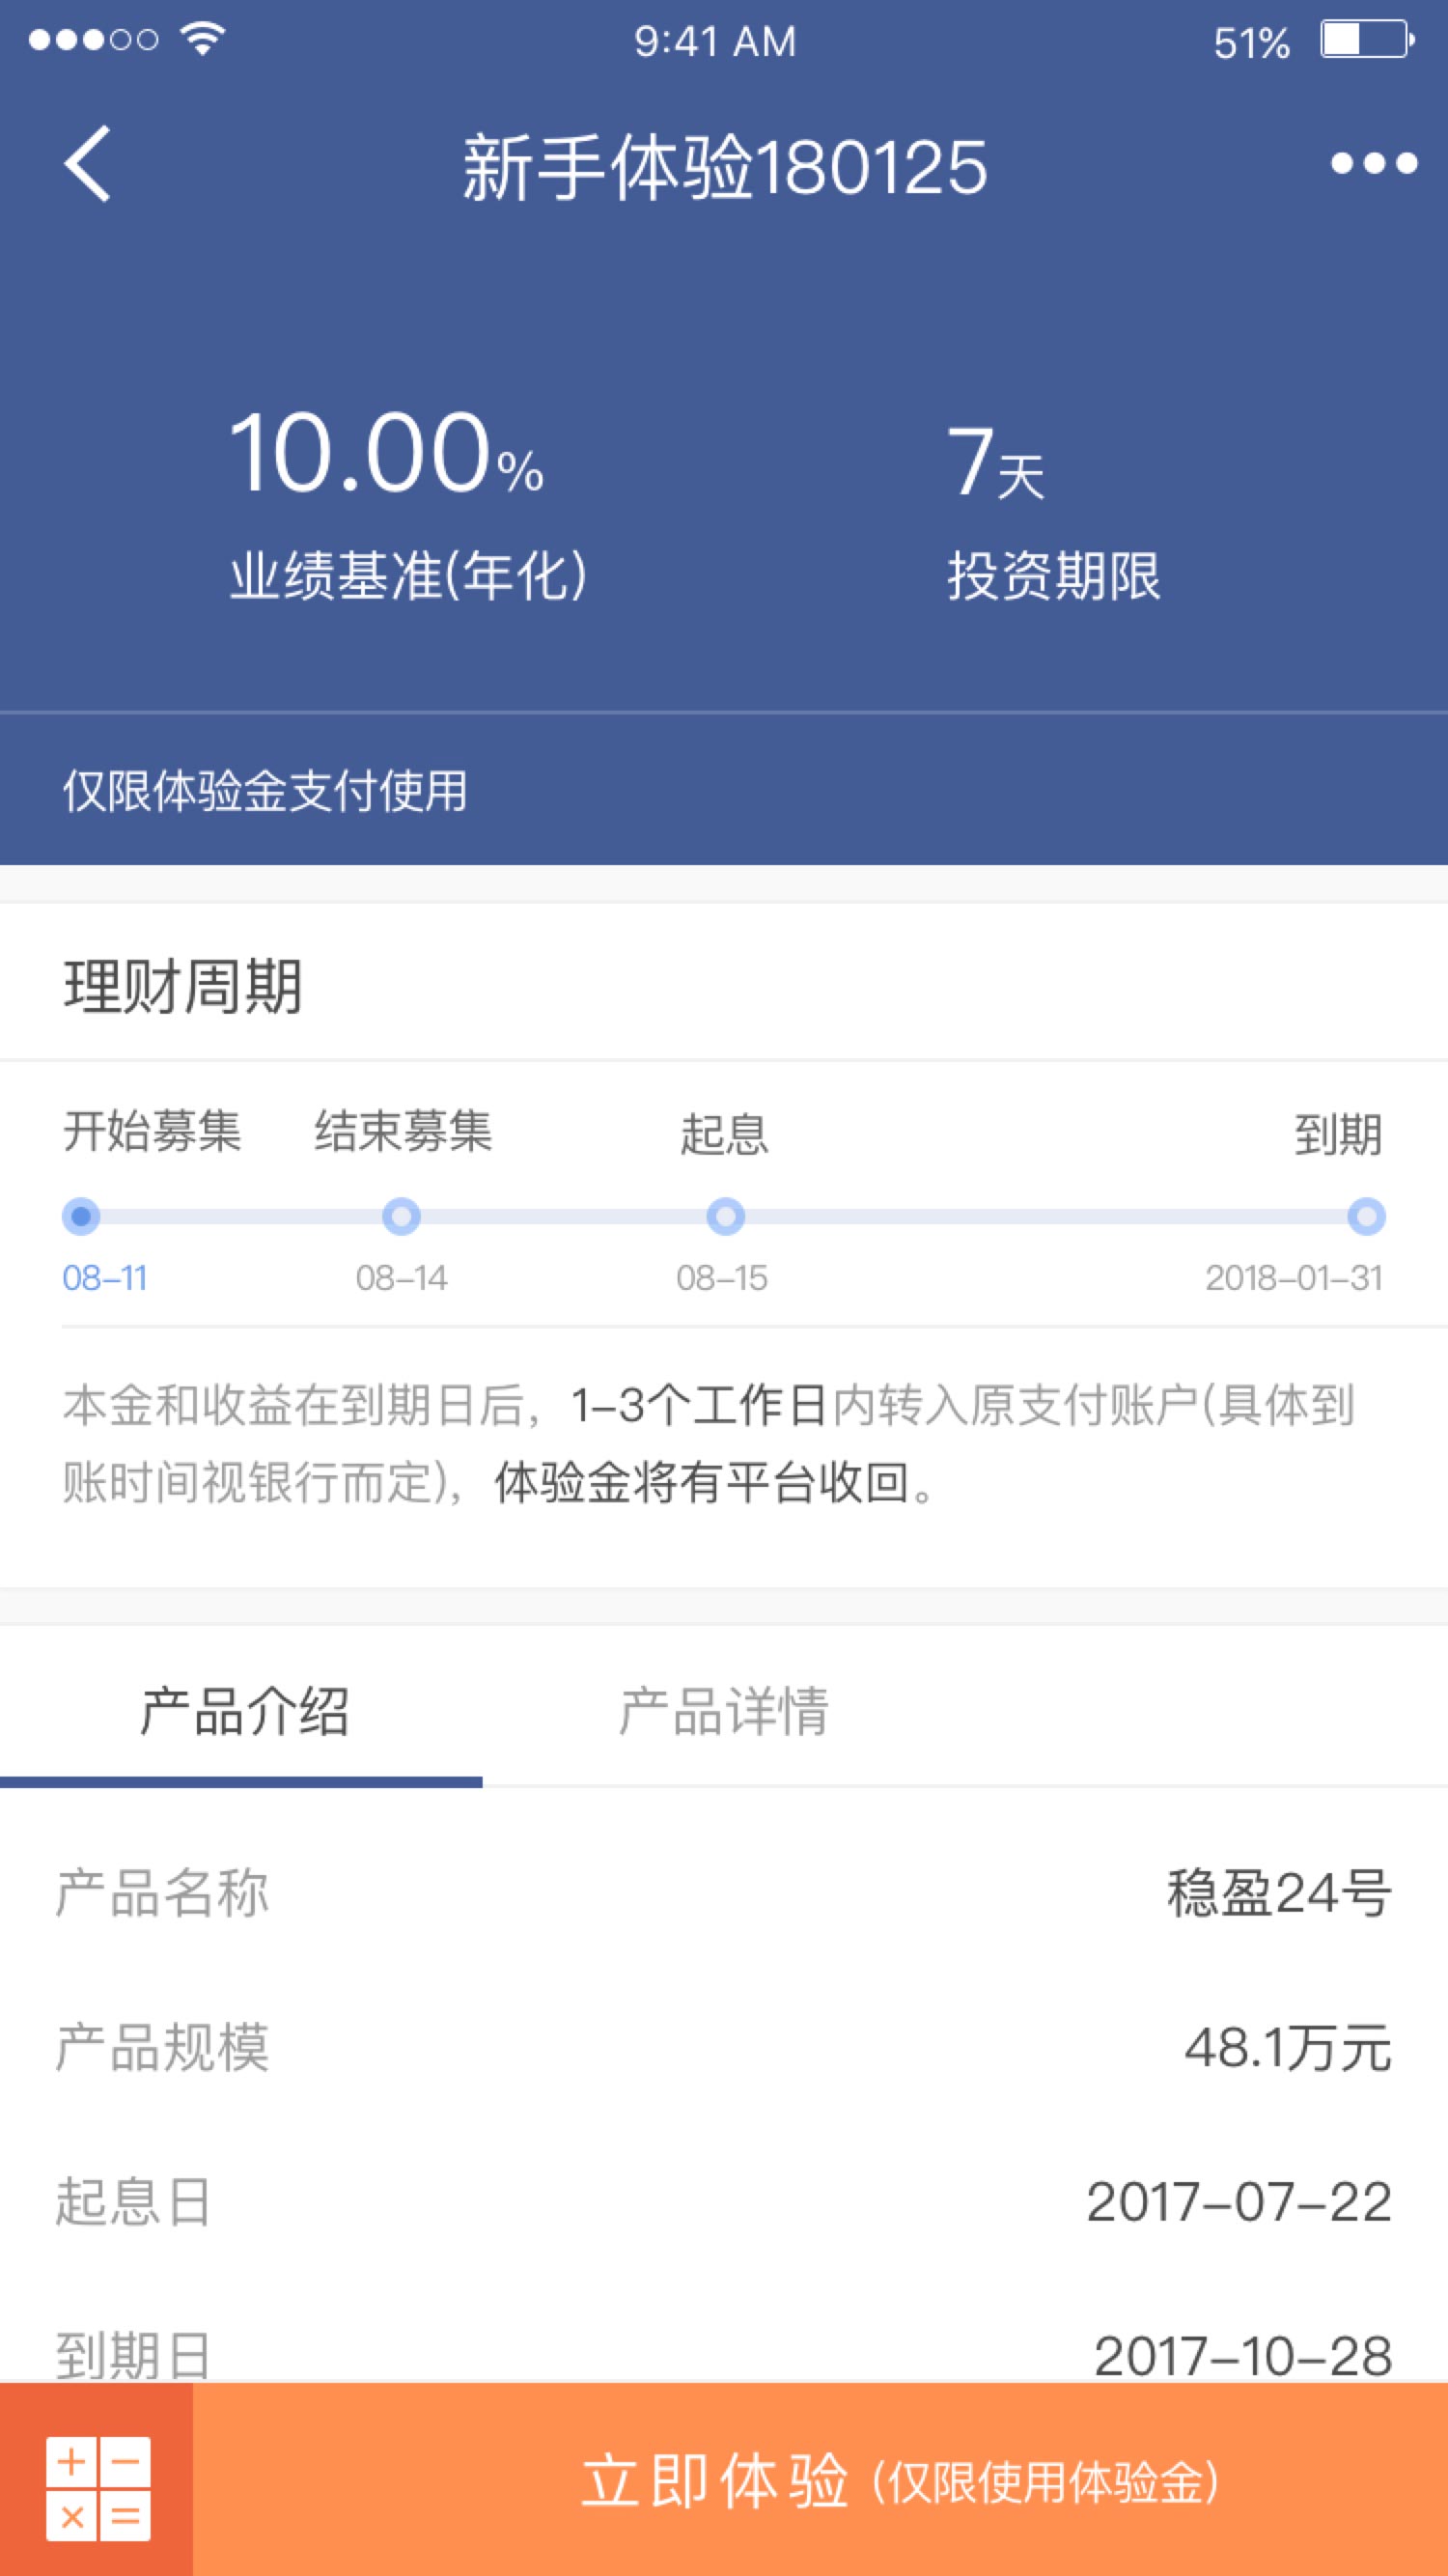 9:41 AM
51%
新手体验180125
10.00%
7天
业绩基准(年化)
投资期限
仅限体验金支付使用
理财周期
开始募集
结束募集
起息
到期
08-11
08-14
08-15
2018-01-31
本金和收益在到期日后，1-3个工作日内转入原支付账户(具体到
账时间视银行而定)，体验金将有平台收回。
产品介绍
产品详情
产品名称
稳盈24号
产品规模
48.1万元
起息日
2017-07-22
到期日
2017-10-28
立即体验 (仅限使用体验金)